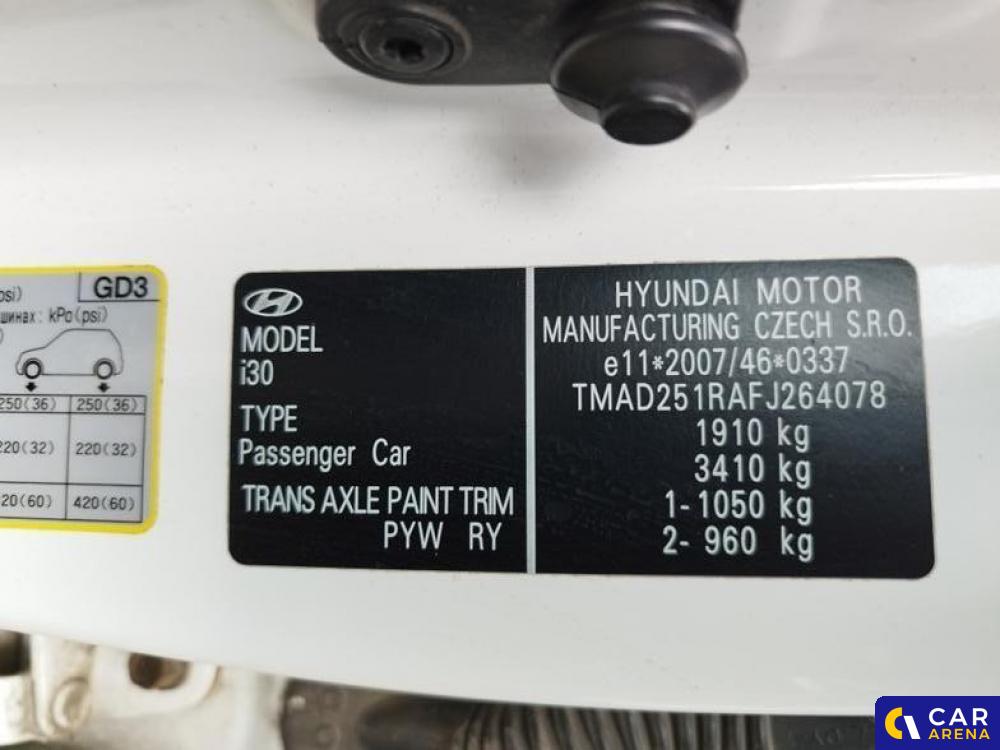 GD3
kPa(psi)
250(36) 250(36)
220(32) 220(32)
420(60)
MODEL
i30
TYPE
Passenger Car
TRANS AXLE PAINT TRIM
PYW RY
HYUNDAI MOTOR
MANUFACTURING CZECH S.R.O.
e11*2007/46*0337
TMAD251RAFJ264078
1910 kg
3410 kg
1- 1050 kg
2- 960 kg
CAR
ARENA